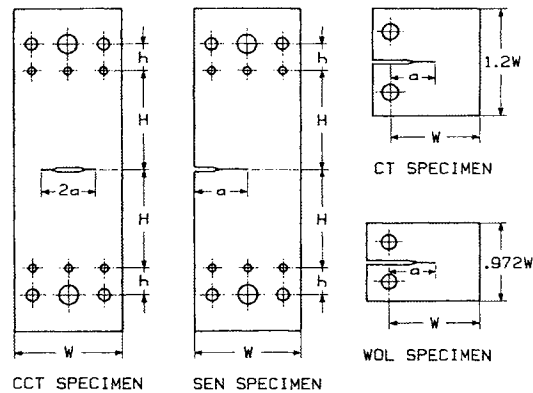 h
H
2a
H
h
W
CCT SPECIMEN
h
H
a
H
h
W
SEN SPECIMEN
a
1.2W
W
CT SPECIMEN
a
.972W
W
WOL SPECIMEN